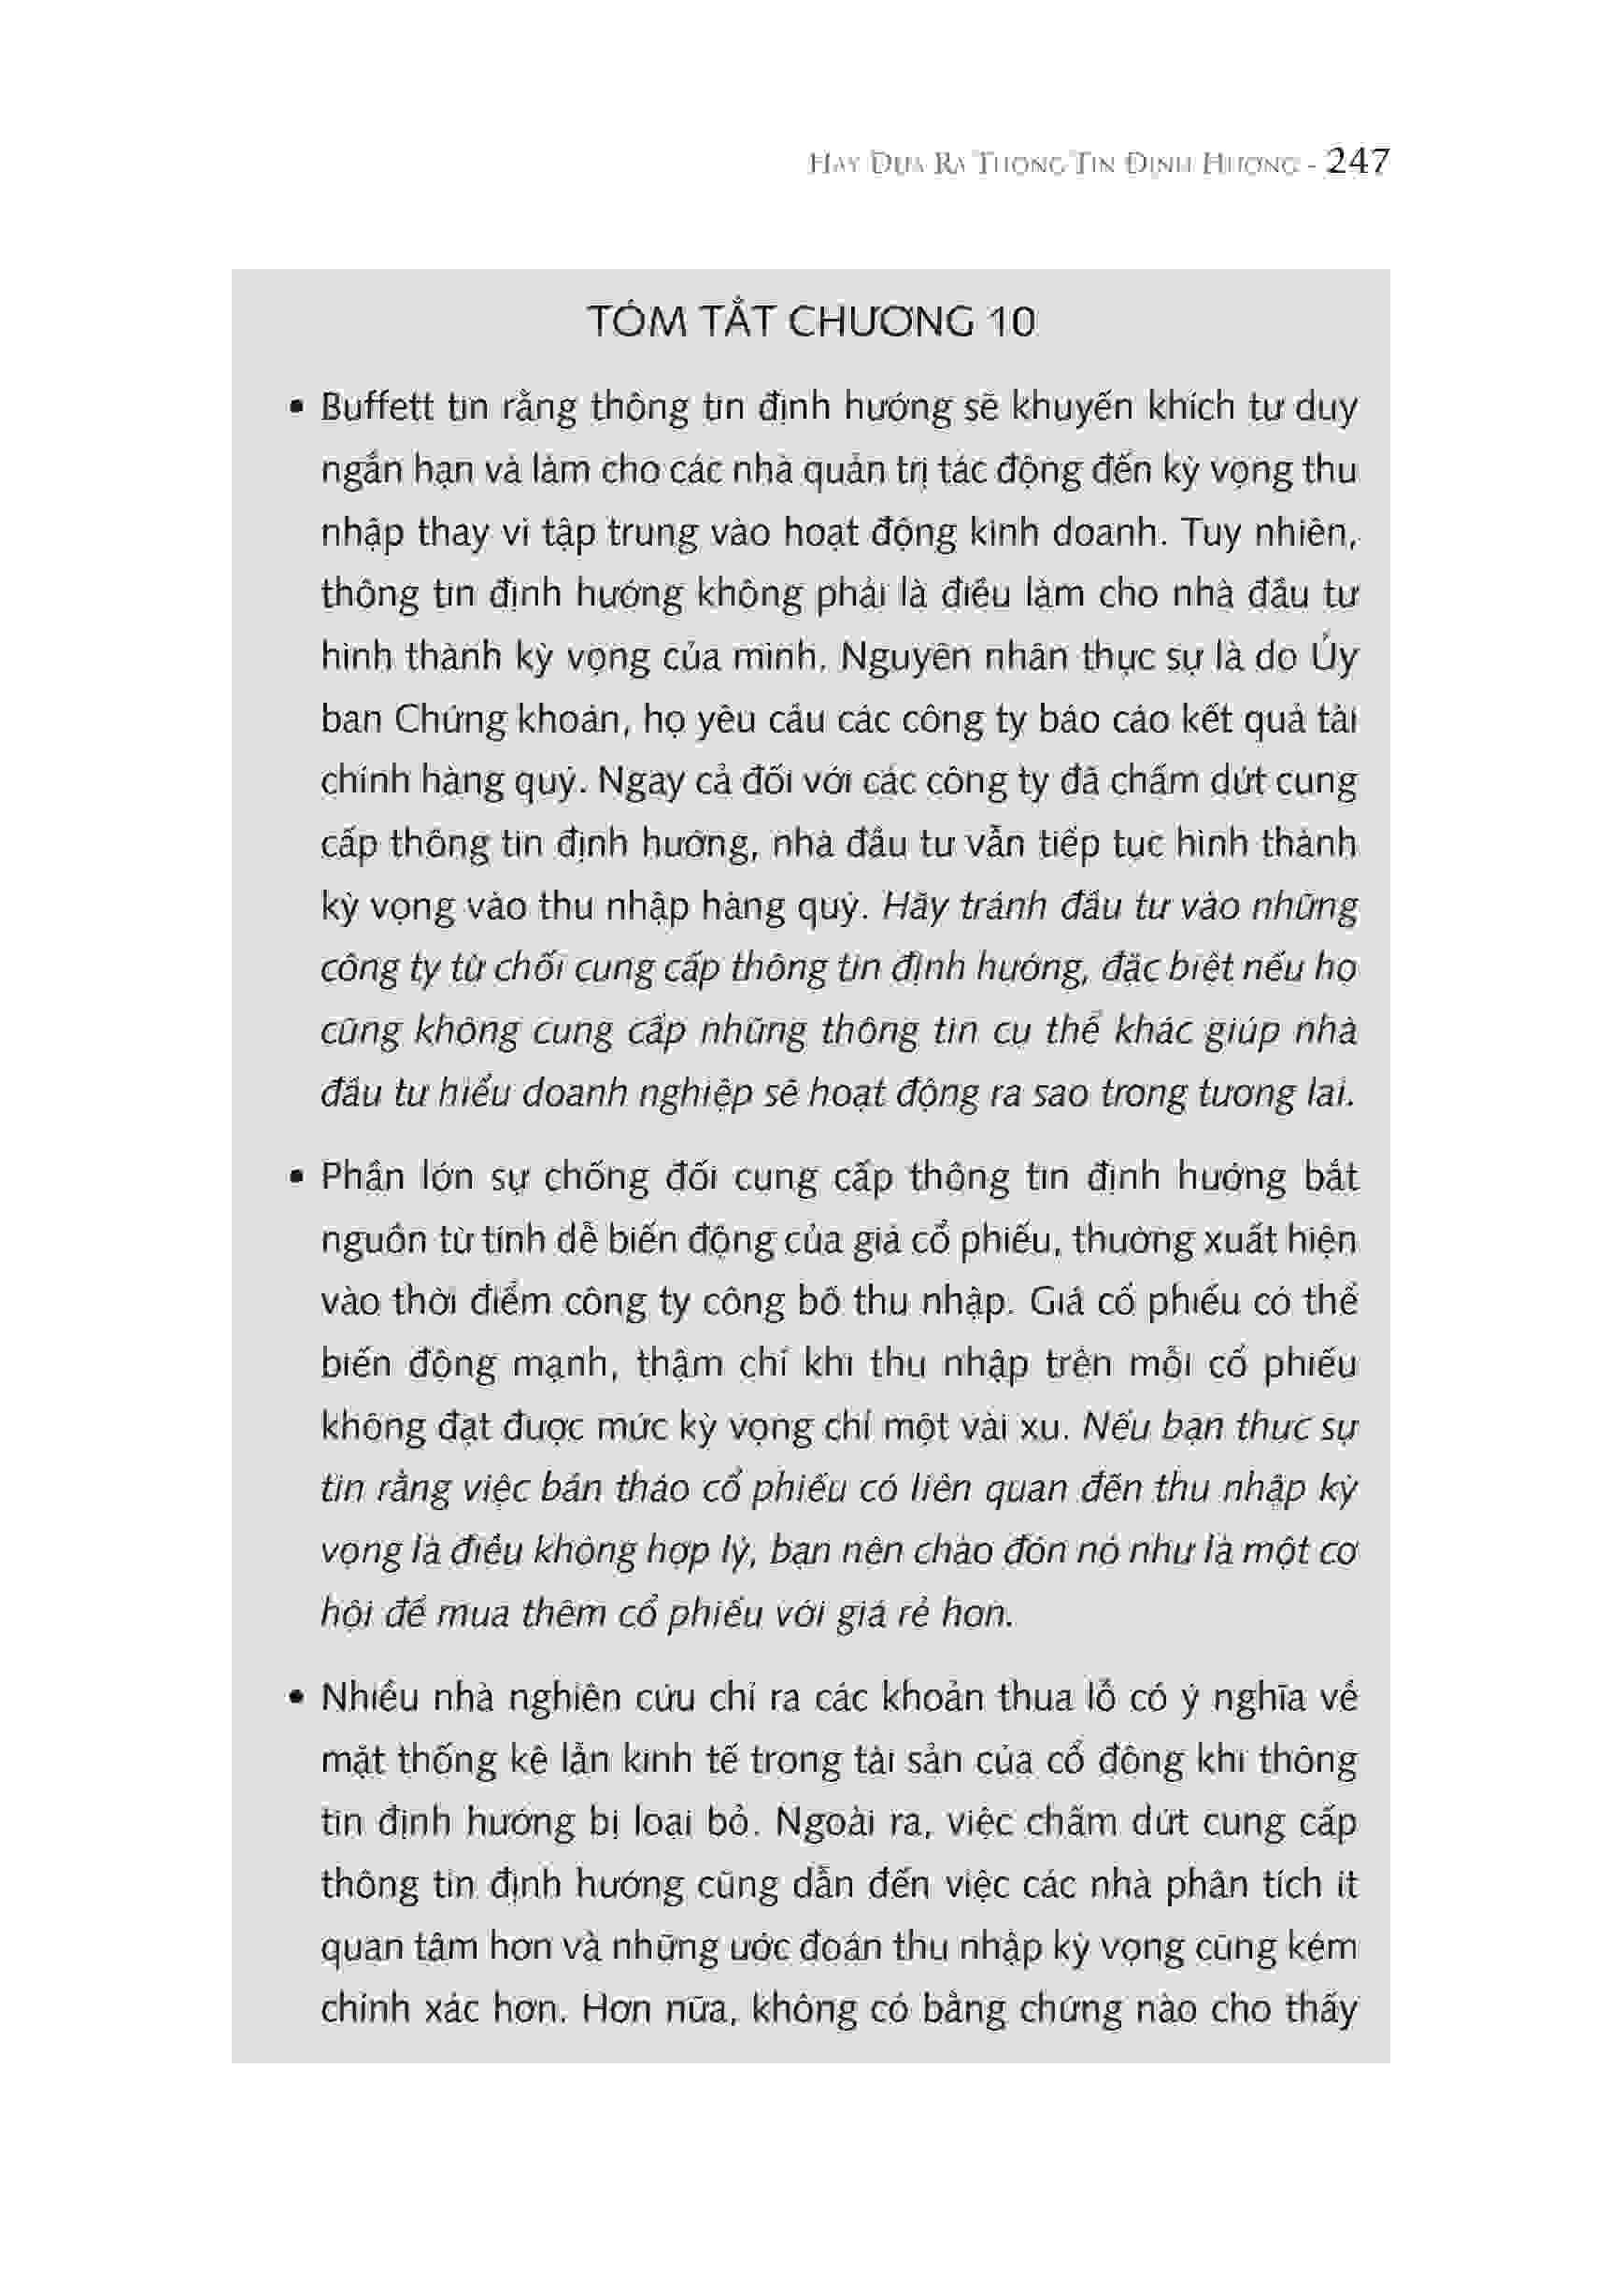 HÃY ĐƯA RA THÔNG TIN ĐỊNH HƯỚNG - 247
TÓM TẮT CHƯƠNG 10
• Buffett tin rằng thông tin định hướng sẽ khuyến khích tư duy
ngắn hạn và làm cho các nhà quản trị tác động đến kỳ vọng thu
nhập thay vì tập trung vào hoạt động kinh doanh. Tuy nhiên,
thông tin định hướng không phải là điều làm cho nhà đầu tư
hình thành kỳ vọng của mình. Nguyên nhân thực sự là do Ủy
ban Chứng khoán, họ yêu cầu các công ty báo cáo kết quả tài
chính hàng quý. Ngay cả đối với các công ty đã chấm dứt cung
cấp thông tin định hướng, nhà đầu tư vẫn tiếp tục hình thành
kỳ vọng vào thu nhập hàng quý. Hãy tránh đầu tư vào những
công ty từ chối cung cấp thông tin định hướng, đặc biệt nếu họ
cũng không cung cấp những thông tin cụ thể khác giúp nhà
đầu tư hiểu doanh nghiệp sẽ hoạt động ra sao trong tương lai.
• Phần lớn sự chống đối cung cấp thông tin định hướng bắt
nguồn từ tính dễ biến động của giá cổ phiếu, thường xuất hiện
vào thời điểm công ty công bố thu nhập. Giá cổ phiếu có thể
biến động mạnh, thậm chí khi thu nhập trên mỗi cổ phiếu
không đạt được mức kỳ vọng chỉ một vài xu. Nếu bạn thực sự
tin rằng việc bán tháo cổ phiếu có liên quan đến thu nhập kỳ
vọng là điều không hợp lý, bạn nên chào đón nó như là một cơ
hội để mua thêm cổ phiếu với giá rẻ hơn.
• Nhiều nhà nghiên cứu chỉ ra các khoản thua lỗ có ý nghĩa về
mặt thống kê lẫn kinh tế trong tài sản của cổ đông khi thông
tin định hướng bị loại bỏ. Ngoài ra, việc chấm dứt cung cấp
thông tin định hướng cũng dẫn đến việc các nhà phân tích ít
quan tâm hơn và những ước đoán thu nhập kỳ vọng cũng kém
chính xác hơn. Hơn nữa, không có bằng chứng nào cho thấy